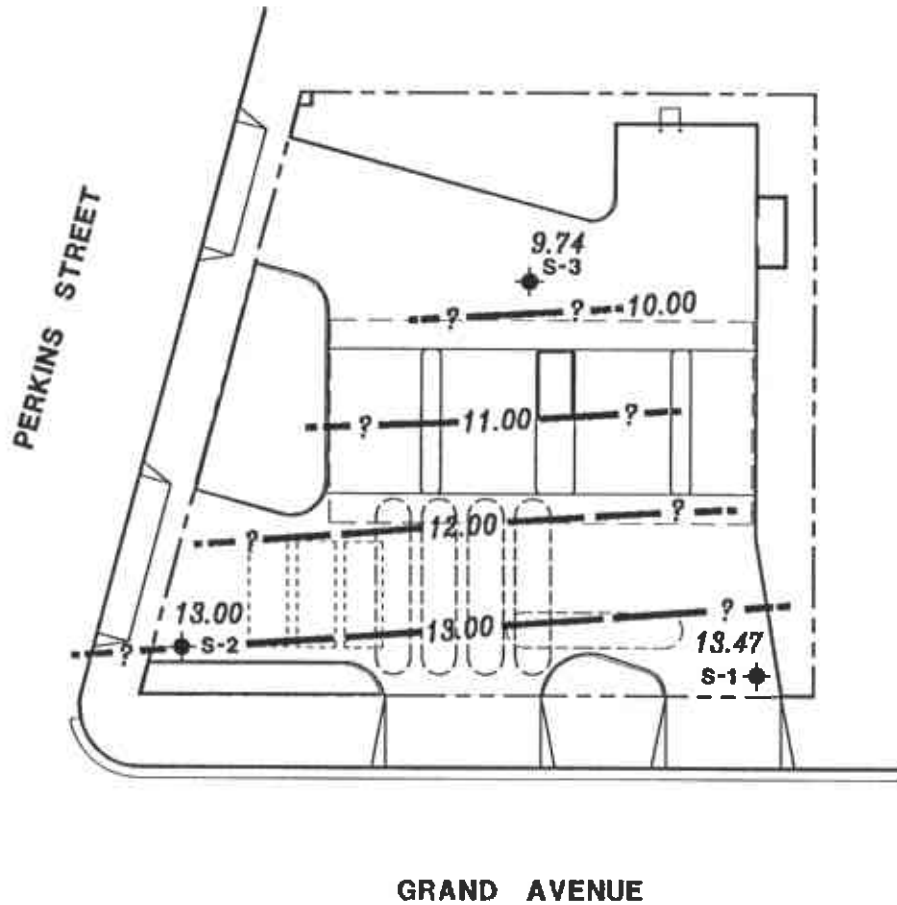 PERKINS STREET
9.74
S-3
? ? 10.00
? 11.00 ?
? 12.00 ?
13.00
? S-2 13.00 ?
13.47
S-1
GRAND AVENUE